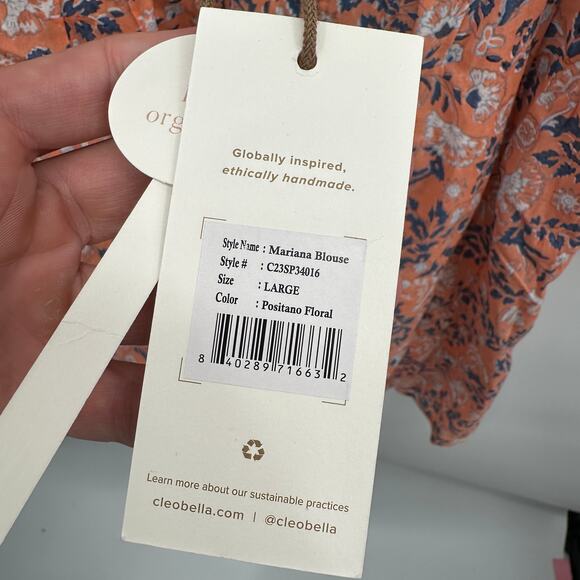 Globally inspired,
ethically handmade.
Style Name : Mariana Blouse
Style # : C23SP34016
Size : LARGE
Color : Positano Floral
8 40289 71663 2
Learn more about our sustainable practices
cleobella.com | @cleobella